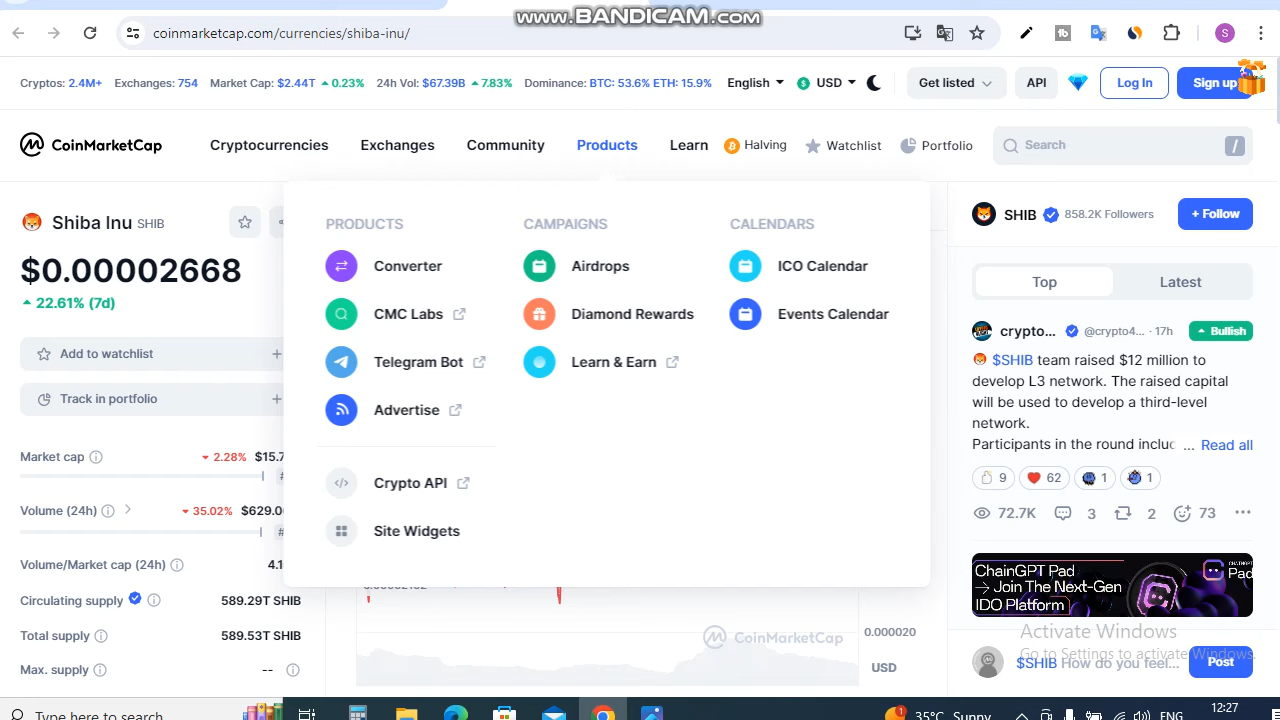 www.BANDICAM.com
coinmarketcap.com/currencies/shiba-inu/
S
Cryptos: 2.4M+ Exchanges: 754 Market Cap: $2.44T 0.23% 24h Vol: $67.39B 7.83% Dominance: BTC: 53.6% ETH: 15.9% English USD Get listed API Log In Sign up
CoinMarketCap Cryptocurrencies Exchanges Community Products Learn Halving Watchlist Portfolio Search /
Shiba Inu SHIB
$0.00002668
22.61% (7d)
Add to watchlist +
Track in portfolio +
Market cap 2.28% $15.7
#
Volume (24h) 35.02% $629.0
#
Volume/Market cap (24h) 4.1
Circulating supply 589.29T SHIB
Total supply 589.53T SHIB
Max. supply --
PRODUCTS
Converter
CMC Labs
Telegram Bot
Advertise
Crypto API
Site Widgets
CAMPAIGNS
Airdrops
Diamond Rewards
Learn & Earn
CALENDARS
ICO Calendar
Events Calendar
CoinMarketCap
0.000020
USD
SHIB 858.2K Followers + Follow
Top Latest
crypto... @crypto4... · 17h Bullish
$SHIB team raised $12 million to
develop L3 network. The raised capital
will be used to develop a third-level
network.
Participants in the round includ ... Read all
9 62 1 1
72.7K 3 2 73 ...
ChainGPT Pad
→ Join The Next-Gen
IDO Platform
Pad
Activate Windows
Go to Settings to activate Windows.
$SHIB How do you feel... Post
Type here to search
1 35°C Sunny ENG 12:27